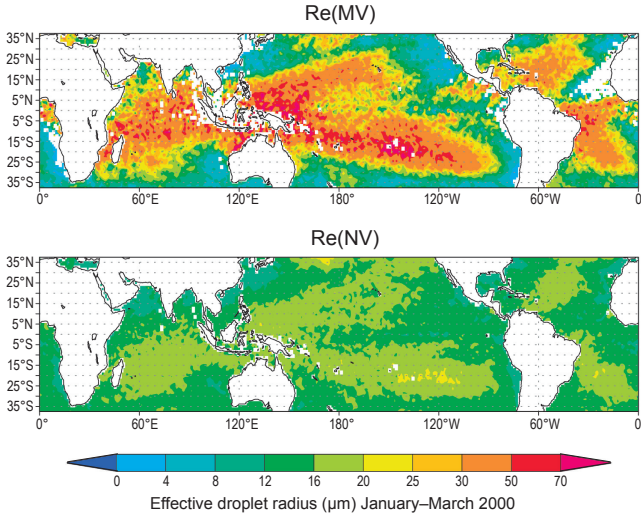 Re(MV)
35°N
25°N
15°N
5°N
5°S
15°S
25°S
35°S
0° 60°E 120°E 180° 120°W 60°W 0
Re(NV)
35°N
25°N
15°N
5°N
5°S
15°S
25°S
35°S
0° 60°E 120°E 180° 120°W 60°W 0
0 4 8 12 16 20 25 30 50 70
Effective droplet radius (μm) January–March 2000